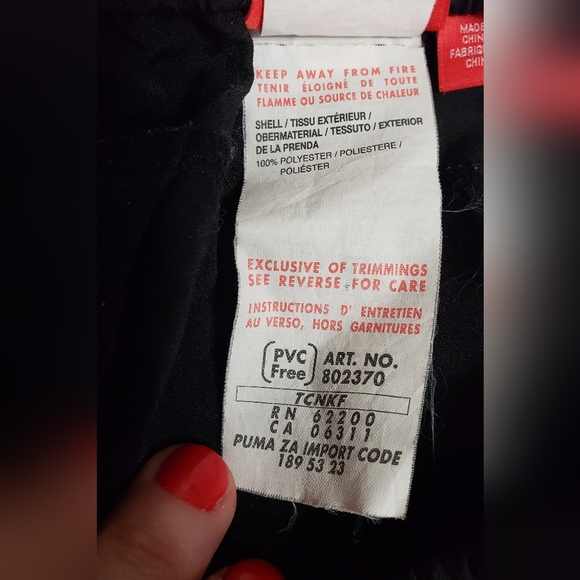 MADE
CHIN
FABRIQ
CHIN
KEEP AWAY FROM FIRE
TENIR ÉLOIGNÉ DE TOUTE
FLAMME OU SOURCE DE CHALEUR
SHELL / TISSU EXTÉRIEUR /
OBERMATERIAL / TESSUTO / EXTERIOR
DE LA PRENDA
100% POLYESTER / POLIESTERE /
POLIÉSTER
EXCLUSIVE OF TRIMMINGS
SEE REVERSE FOR CARE
INSTRUCTIONS D' ENTRETIEN
AU VERSO, HORS GARNITURES
PVC Free ART. NO. 802370
TCNKF
RN 62200
CA 06311
PUMA ZA IMPORT CODE
189 53 23